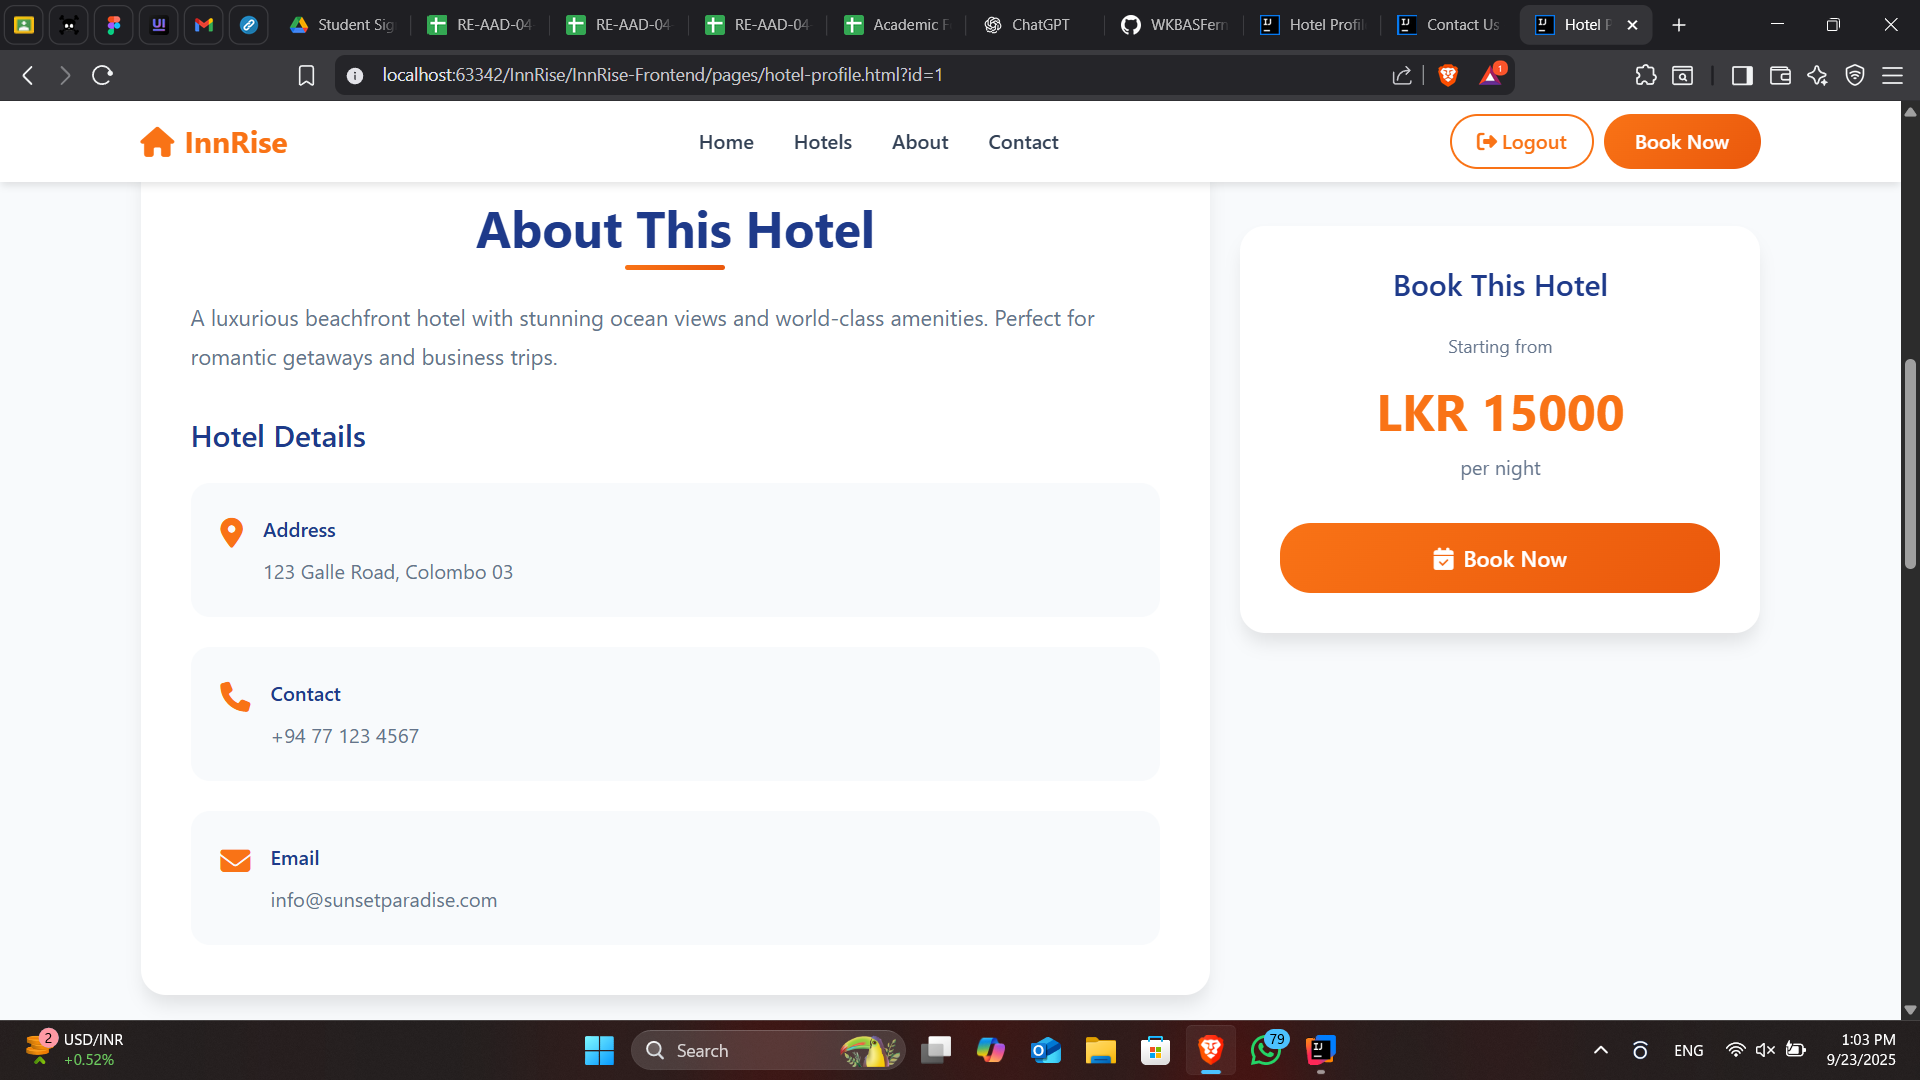 Student Sig
RE-AAD-04
RE-AAD-04
RE-AAD-04
Academic F
ChatGPT
WKBASFern
Hotel Profil
Contact Us
Hotel P
localhost:63342/InnRise/InnRise-Frontend/pages/hotel-profile.html?id=1
1
InnRise
Home
Hotels
About
Contact
Logout
Book Now
About This Hotel
A luxurious beachfront hotel with stunning ocean views and world-class amenities. Perfect for
romantic getaways and business trips.
Hotel Details
Address
123 Galle Road, Colombo 03
Contact
+94 77 123 4567
Email
info@sunsetparadise.com
Book This Hotel
Starting from
LKR 15000
per night
Book Now
2
USD/INR
+0.52%
Search
79
ENG
1:03 PM
9/23/2025